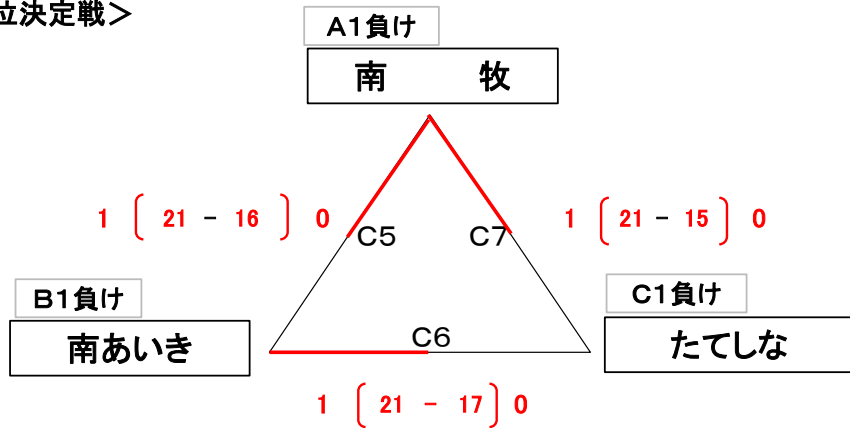 位決定戦＞
A1負け
南　牧
1 ( 21 - 16 ) 0
C5
C7
1 ( 21 - 15 ) 0
B1負け
南あいき
C6
C1負け
たてしな
1 ( 21 - 17 ) 0